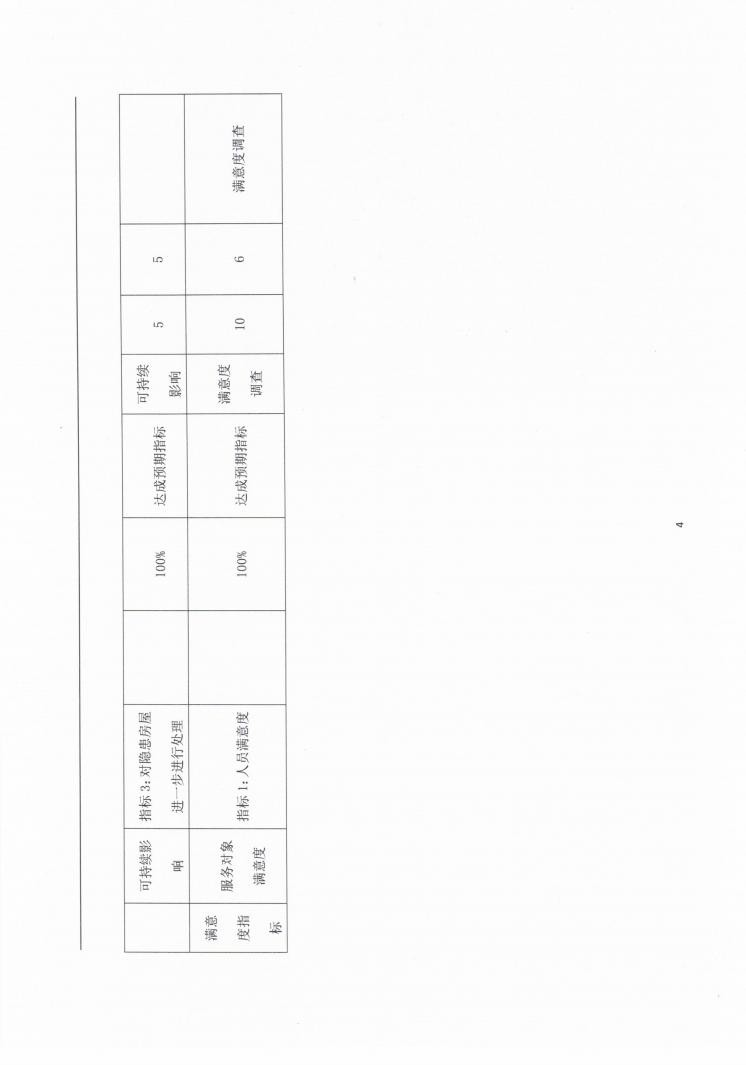 可持续影
响
指标 3：对隐患房屋
进一步进行处理
100%
达成预期指标
可持续
影响
5
5
满意
度指
标
服务对象
满意度
指标 1：人员满意度
100%
达成预期指标
满意度
调查
10
6
满意度调查
4